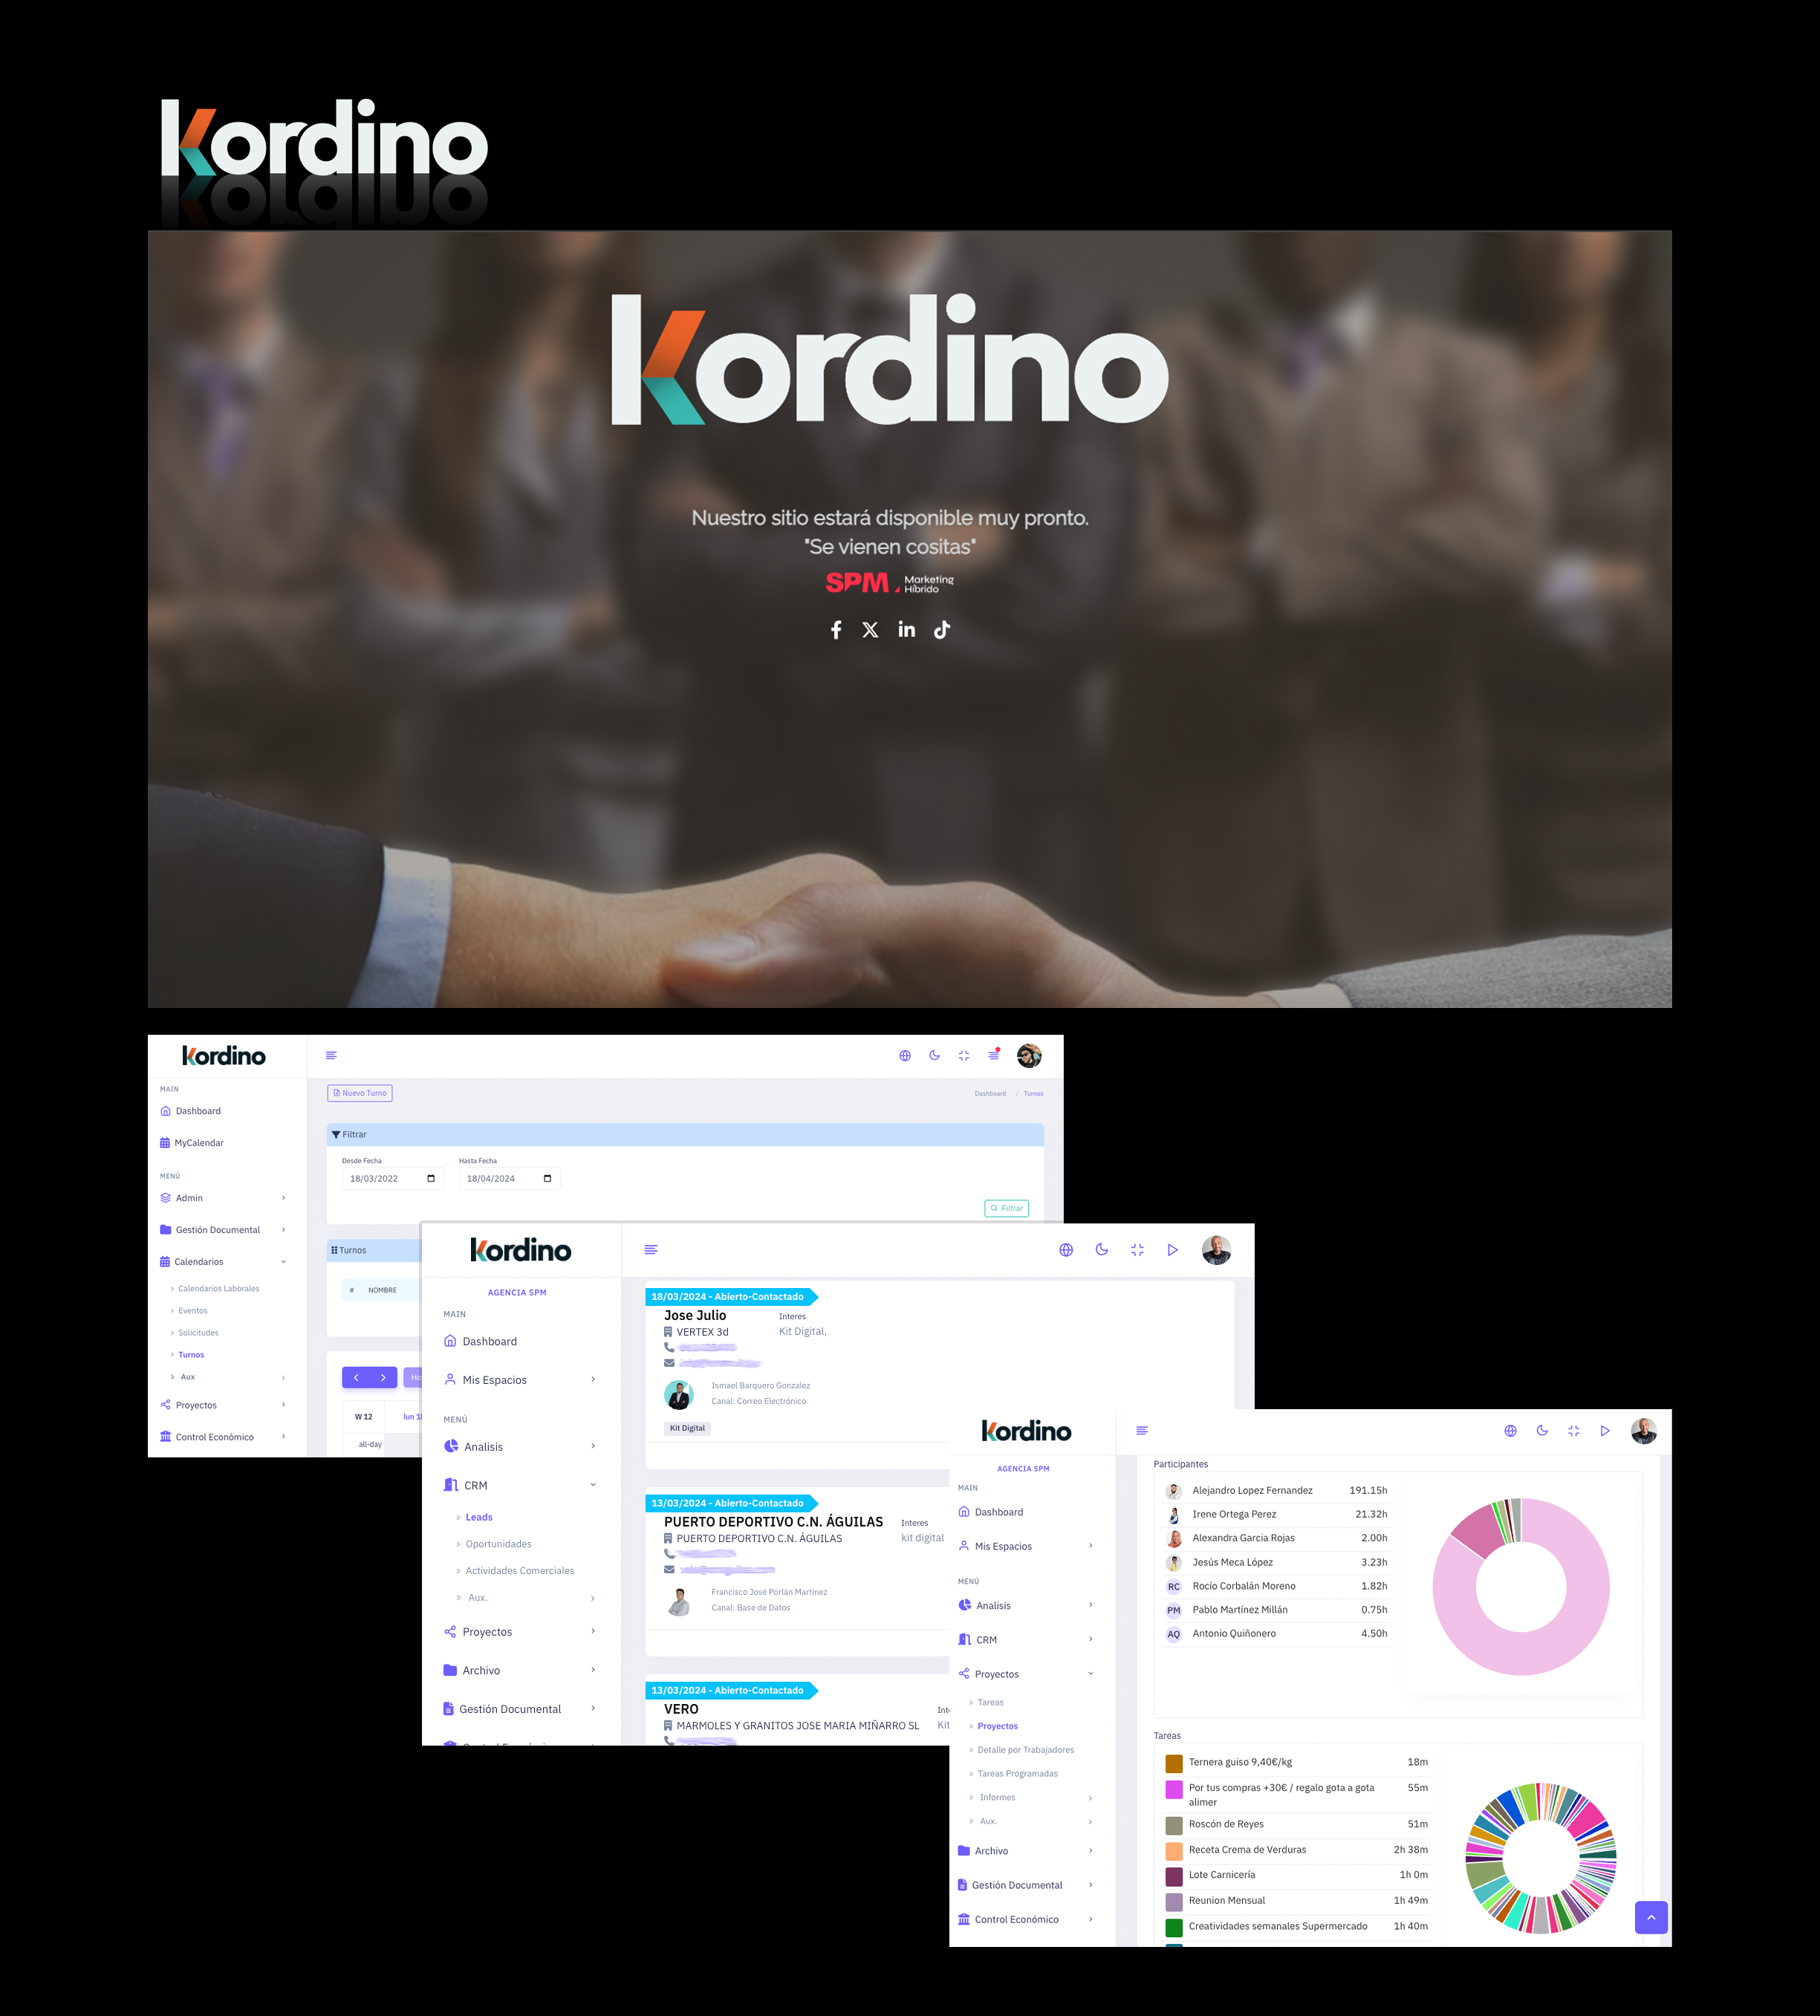 kordino
kordino
Nuestro sitio estará disponible muy pronto.
"Se vienen cositas"
SPM Marketing
Híbrido
kordino
MAIN
Dashboard
MyCalendar
MENÚ
Admin
Gestión Documental
Calendarios
Calendarios Laborales
Eventos
Solicitudes
Turnos
Aux
Proyectos
Control Económico
Nuevo Turno
Dashboard / Turnos
Filtrar
Desde Fecha
Hasta Fecha
18/03/2022
18/04/2024
Filtrar
Turnos
# NOMBRE
W 12
all-day
kordino
AGENCIA SPM
MAIN
Dashboard
Mis Espacios
MENÚ
Analisis
CRM
Leads
Oportunidades
Actividades Comerciales
Aux.
Proyectos
Archivo
Gestión Documental
18/03/2024 - Abierto-Contactado
Jose Julio
Interes
VERTEX 3d
Kit Digital,
Ismael Barquero Gonzalez
Canal: Correo Electrónico
Kit Digital
13/03/2024 - Abierto-Contactado
PUERTO DEPORTIVO C.N. ÁGUILAS
Interes
PUERTO DEPORTIVO C.N. ÁGUILAS
kit digital
Francisco José Porlán Martínez
Canal: Base de Datos
13/03/2024 - Abierto-Contactado
VERO
MARMOLES Y GRANITOS JOSE MARIA MIÑARRO SL
kordino
AGENCIA SPM
MAIN
Dashboard
Mis Espacios
MENÚ
Analisis
CRM
Proyectos
Tareas
Proyectos
Detalle por Trabajadores
Tareas Programadas
Informes
Aux.
Archivo
Gestión Documental
Control Económico
Participantes
Alejandro Lopez Fernandez 191.15h
Irene Ortega Perez 21.32h
Alexandra Garcia Rojas 2.00h
Jesús Meca López 3.23h
RC Rocío Corbalán Moreno 1.82h
PM Pablo Martínez Millán 0.75h
AQ Antonio Quiñonero 4.50h
Tareas
Ternera guiso 9,40€/kg 18m
Por tus compras +30€ / regalo gota a gota 55m
alimer
Roscón de Reyes 51m
Receta Crema de Verduras 2h 38m
Lote Carnicería 1h 0m
Reunion Mensual 1h 49m
Creatividades semanales Supermercado 1h 40m